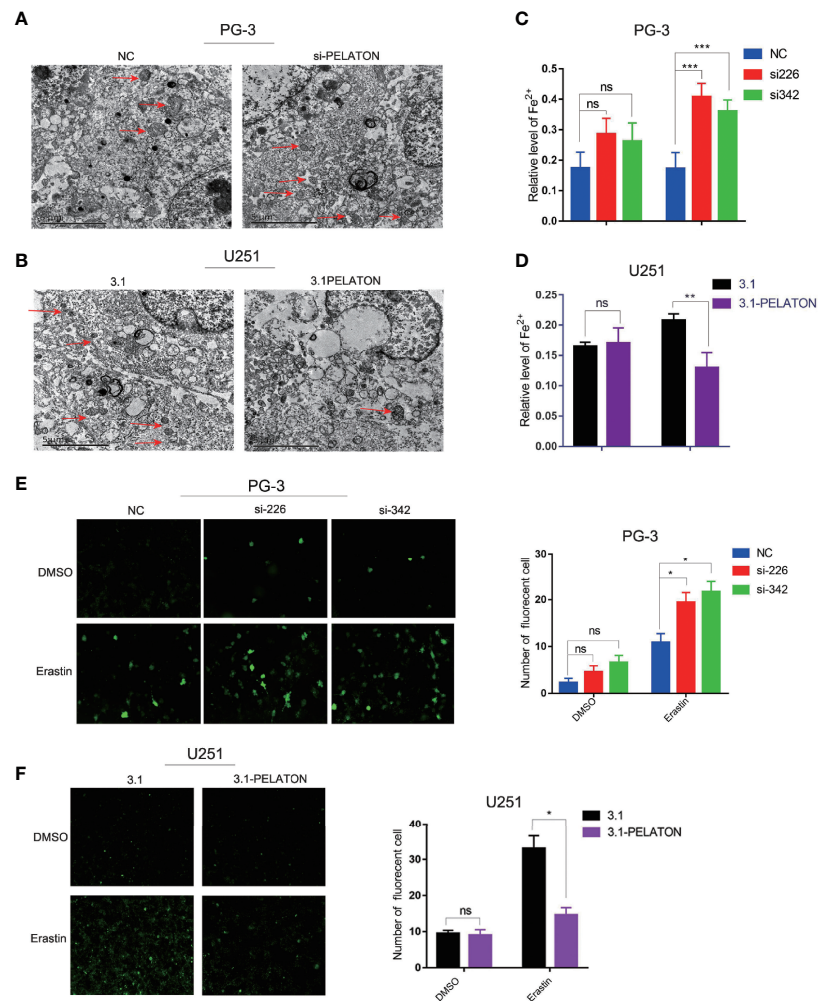 A
PG-3
NC
si-PELATON
5 μm
B
U251
3.1
3.1PELATON
5 μm
C
PG-3
NC
si226
si342
Relative level of Fe²⁺
0.5
0.4
0.3
0.2
0.1
0.0
ns
ns
***
***
D
U251
3.1
3.1-PELATON
Relative level of Fe²⁺
0.25
0.20
0.15
0.15
0.05
0.00
ns
**
E
PG-3
NC
si-226
si-342
DMSO
Erastin
PG-3
NC
si-226
si-342
Number of fluorecent cell
30
20
10
0
ns
ns
*
*
DMSO
Erastin
F
U251
3.1
3.1-PELATON
DMSO
Erastin
U251
3.1
3.1-PELATON
Number of fluorecent cell
40
30
20
10
0
ns
*
DMSO
Erastin